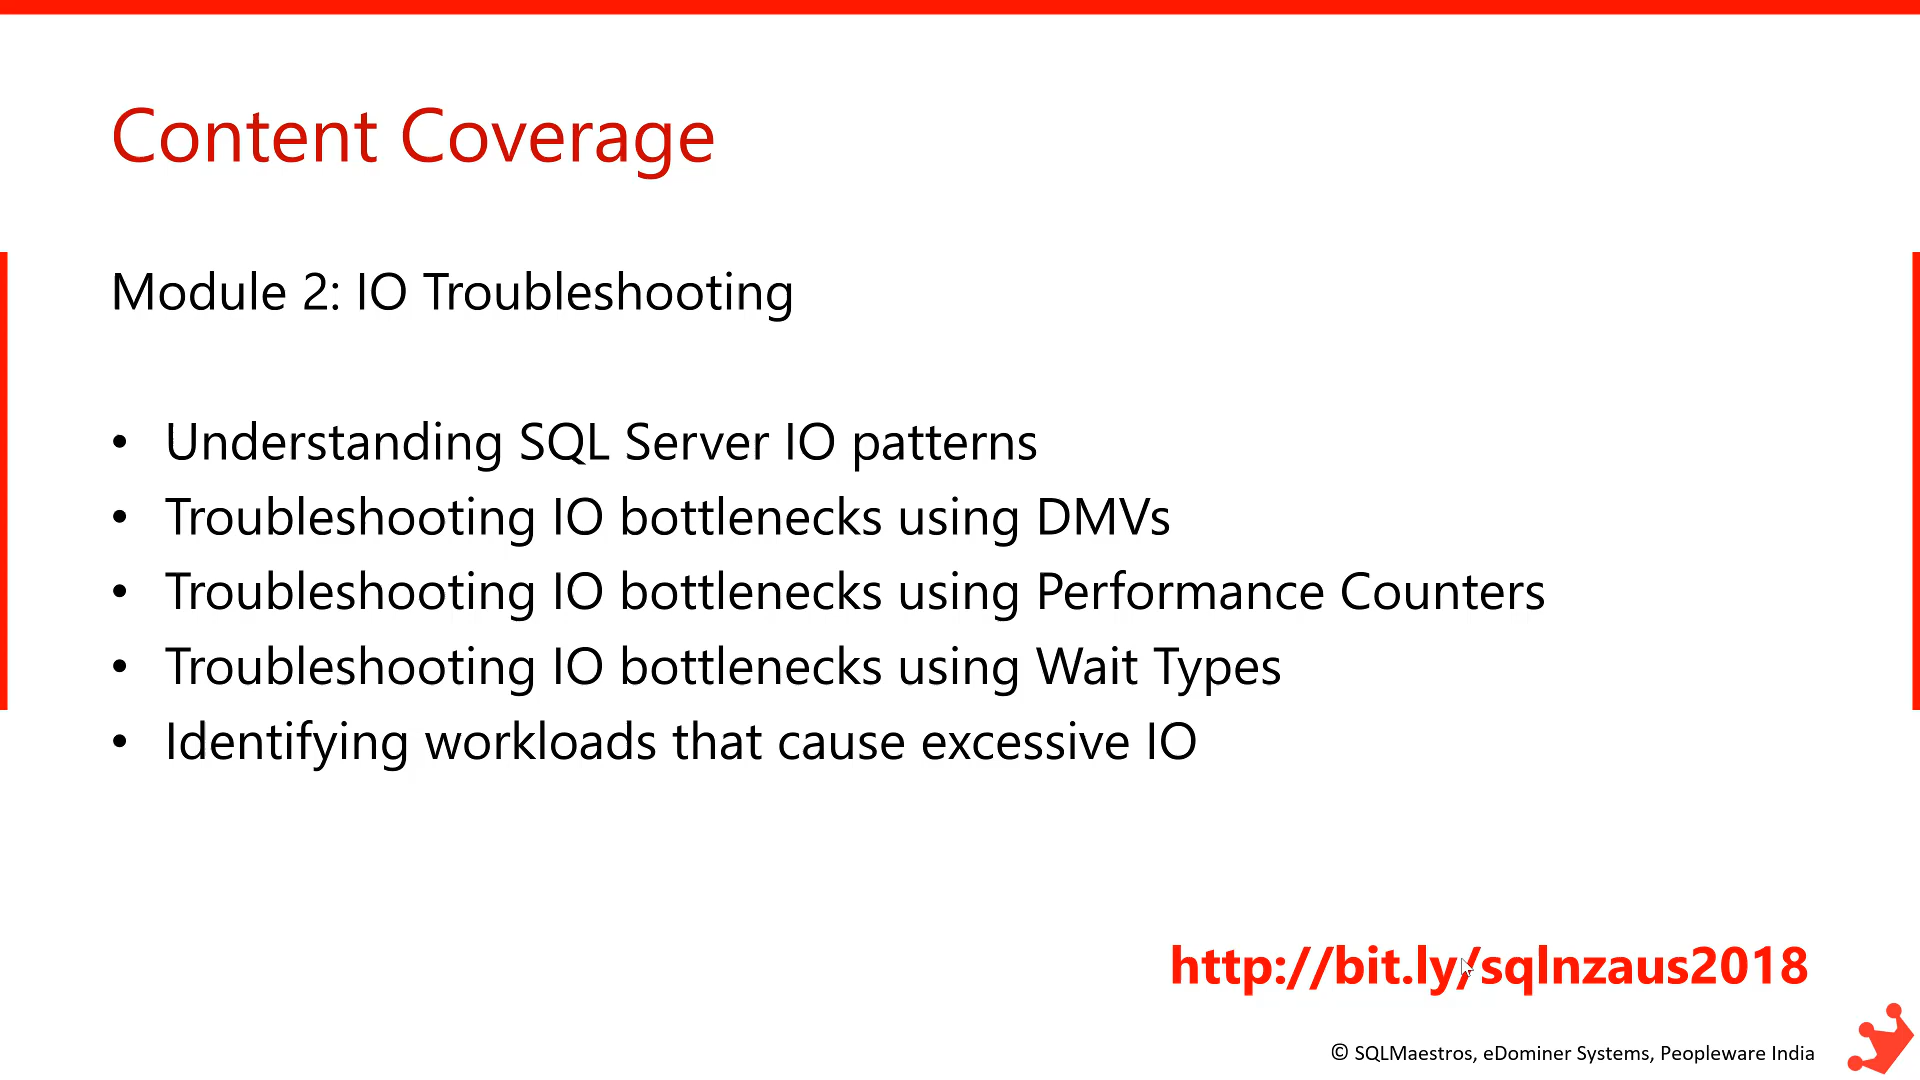 Content Coverage
Module 2: IO Troubleshooting
• Understanding SQL Server IO patterns
• Troubleshooting IO bottlenecks using DMVs
• Troubleshooting IO bottlenecks using Performance Counters
• Troubleshooting IO bottlenecks using Wait Types
• Identifying workloads that cause excessive IO
http://bit.ly/sqlnzaus2018
© SQLMaestros, eDominer Systems, Peopleware India